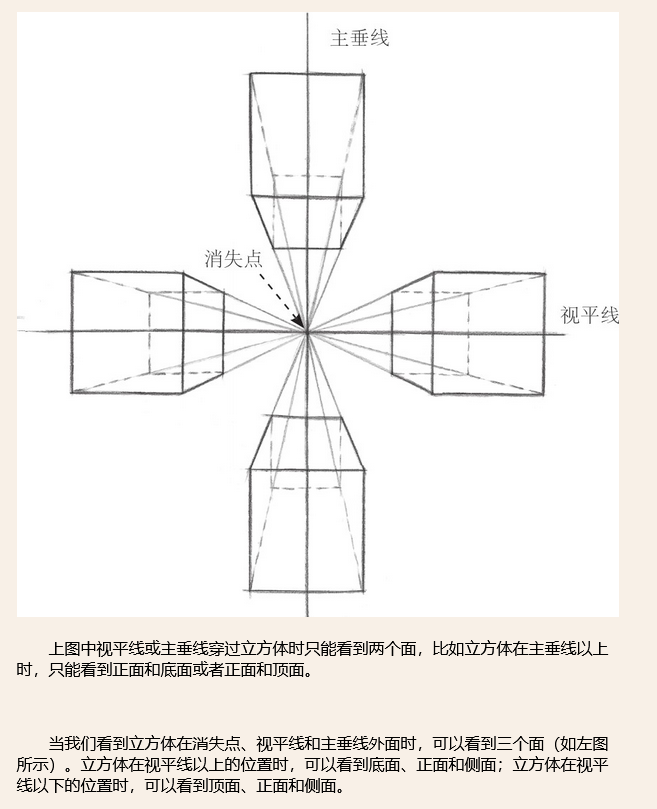 主垂线
消失点
视平线
上图中视平线或主垂线穿过立方体时只能看到两个面，比如立方体在主垂线以上
时，只能看到正面和底面或者正面和顶面。
当我们看到立方体在消失点、视平线和主垂线外面时，可以看到三个面（如左图
所示）。立方体在视平线以上的位置时，可以看到底面、正面和侧面；立方体在视平
线以下的位置时，可以看到顶面、正面和侧面。